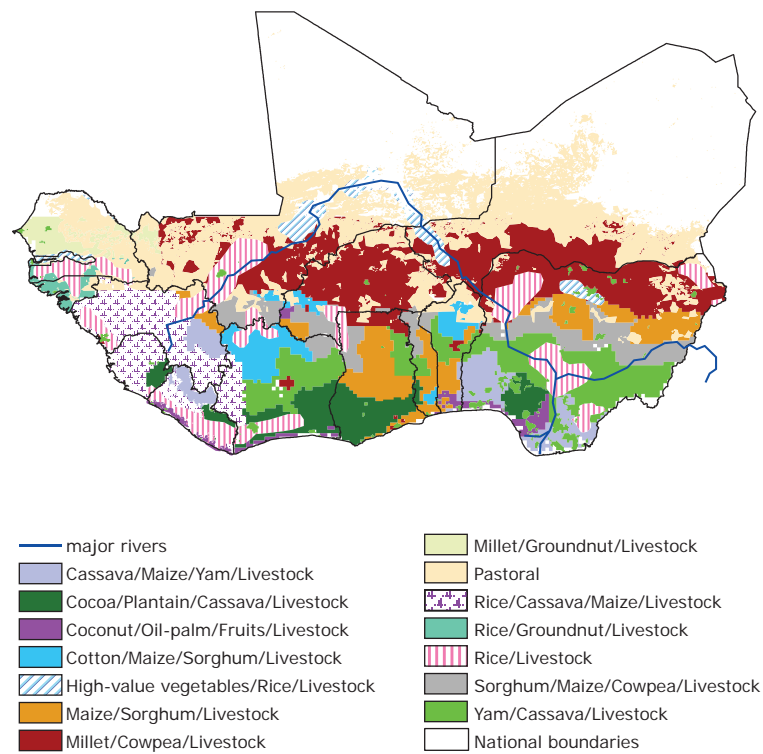 major rivers
Cassava/Maize/Yam/Livestock
Cocoa/Plantain/Cassava/Livestock
Coconut/Oil-palm/Fruits/Livestock
Cotton/Maize/Sorghum/Livestock
High-value vegetables/Rice/Livestock
Maize/Sorghum/Livestock
Millet/Cowpea/Livestock
Millet/Groundnut/Livestock
Pastoral
Rice/Cassava/Maize/Livestock
Rice/Groundnut/Livestock
Rice/Livestock
Sorghum/Maize/Cowpea/Livestock
Yam/Cassava/Livestock
National boundaries